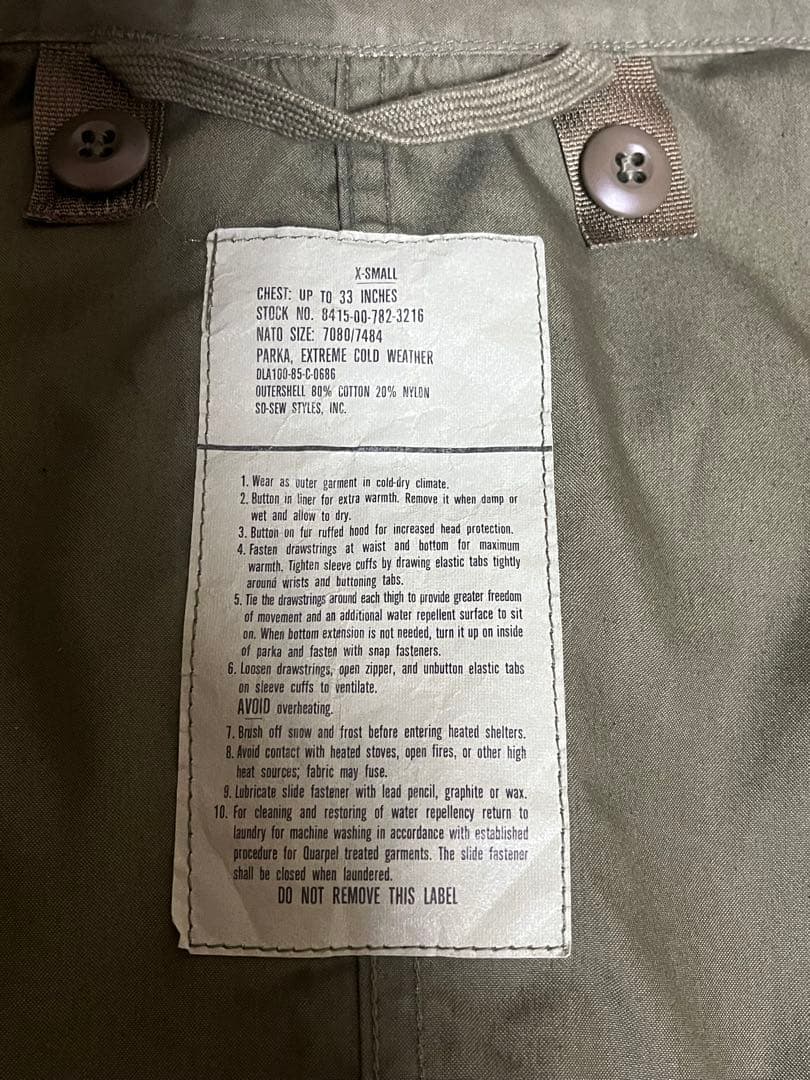 X-SMALL
CHEST: UP TO 33 INCHES
STOCK NO. 8415-00-782-3216
NATO SIZE: 7080/7484
PARKA, EXTREME COLD WEATHER
DLA100-85-C-0686
OUTERSHELL 80% COTTON 20% NYLON
SO-SEW STYLES, INC.
1. Wear as outer garment in cold-dry climate.
2. Button in liner for extra warmth. Remove it when damp or
wet and allow to dry.
3. Button on fur ruffed hood for increased head protection.
4. Fasten drawstrings at waist and bottom for maximum
warmth. Tighten sleeve cuffs by drawing elastic tabs tightly
around wrists and buttoning tabs.
5. Tie the drawstrings around each thigh to provide greater freedom
of movement and an additional water repellent surface to sit
on. When bottom extension is not needed, turn it up on inside
of parka and fasten with snap fasteners.
6. Loosen drawstrings, open zipper, and unbutton elastic tabs
on sleeve cuffs to ventilate.
AVOID overheating.
7. Brush off snow and frost before entering heated shelters.
8. Avoid contact with heated stoves, open fires, or other high
heat sources; fabric may fuse.
9. Lubricate slide fastener with lead pencil, graphite or wax.
10. For cleaning and restoring of water repellency return to
laundry for machine washing in accordance with established
procedure for Quarpel treated garments. The slide fastener
shall be closed when laundered.
DO NOT REMOVE THIS LABEL